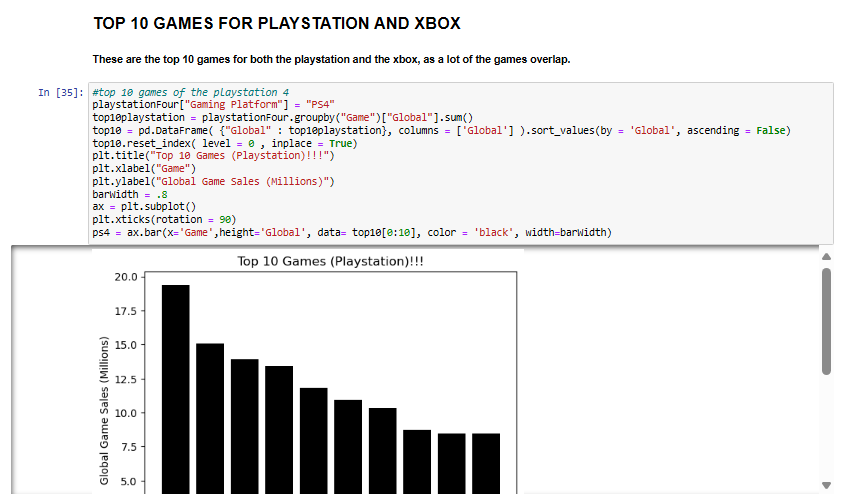 TOP 10 GAMES FOR PLAYSTATION AND XBOX
These are the top 10 games for both the playstation and the xbox, as a lot of the games overlap.
In [35]:
#top 10 games of the playstation 4
playstationFour["Gaming Platform"] = "PS4"
top10playstation = playstationFour.groupby("Game")["Global"].sum()
top10 = pd.DataFrame( {"Global" : top10playstation}, columns = ['Global'] ).sort_values(by = 'Global', ascending = False)
top10.reset_index( level = 0 , inplace = True)
plt.title("Top 10 Games (Playstation)!!!")
plt.xlabel("Game")
plt.ylabel("Global Game Sales (Millions)")
barWidth = .8
ax = plt.subplot()
plt.xticks(rotation = 90)
ps4 = ax.bar(x='Game',height='Global', data= top10[0:10], color = 'black', width=barWidth)
Top 10 Games (Playstation)!!!
Global Game Sales (Millions)
20.0
17.5
15.0
12.5
10.0
7.5
5.0